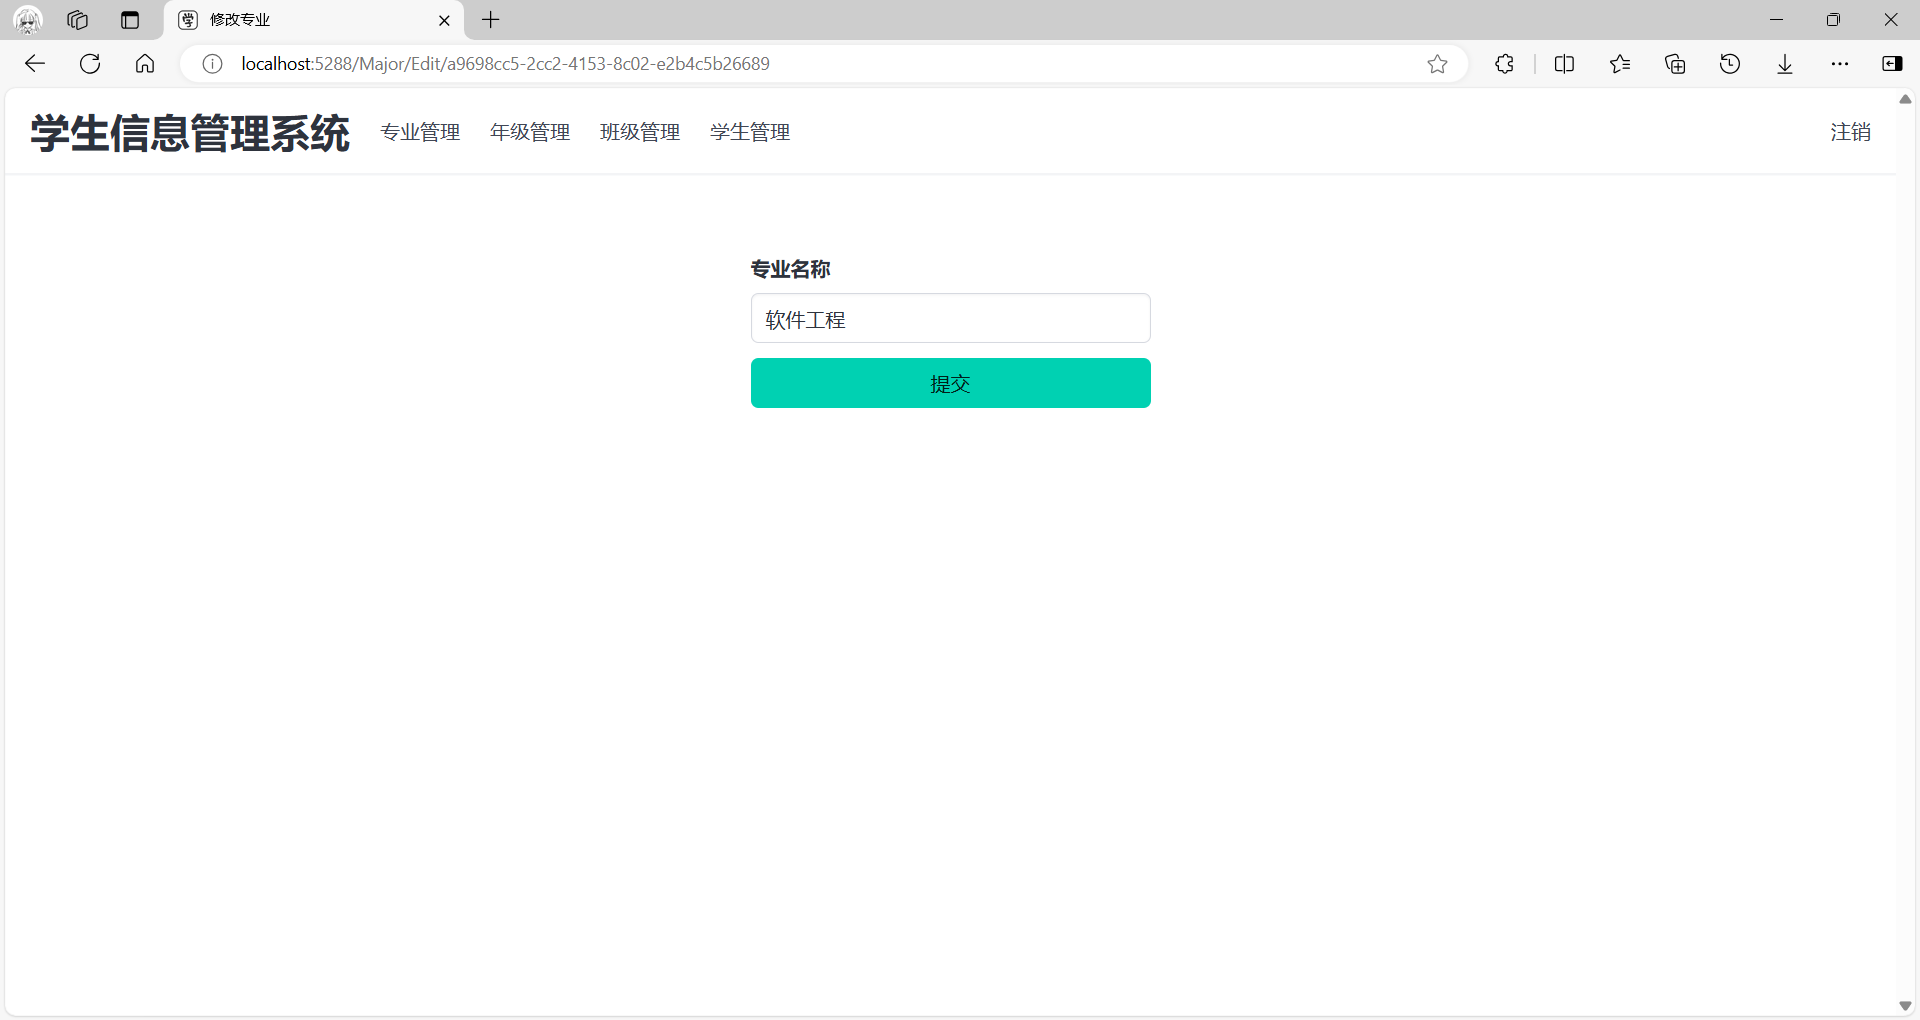 学 修改专业
localhost:5288/Major/Edit/a9698cc5-2cc2-4153-8c02-e2b4c5b26689
学生信息管理系统 专业管理 年级管理 班级管理 学生管理 注销
专业名称
软件工程
提交